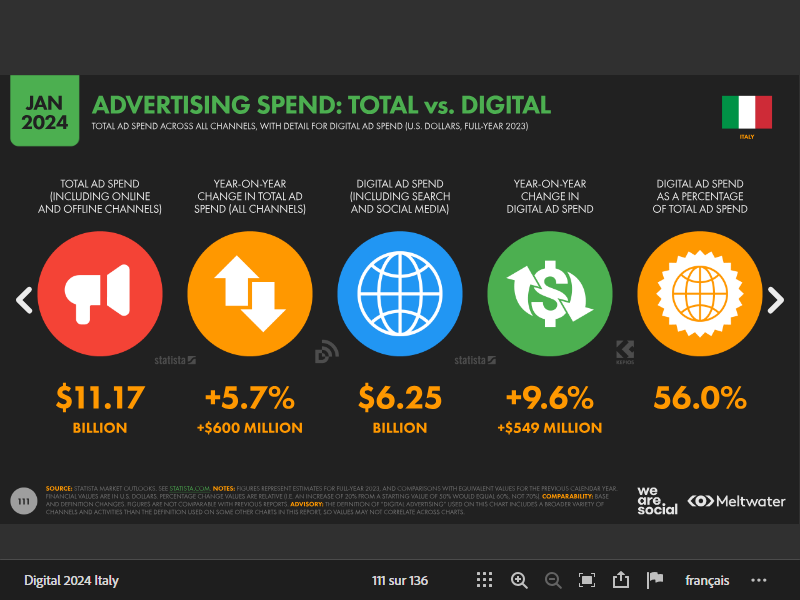 JAN
2024
ADVERTISING SPEND: TOTAL vs. DIGITAL
TOTAL AD SPEND ACROSS ALL CHANNELS, WITH DETAIL FOR DIGITAL AD SPEND (U.S. DOLLARS, FULL-YEAR 2023)
ITALY
TOTAL AD SPEND
(INCLUDING ONLINE
AND OFFLINE CHANNELS)
YEAR-ON-YEAR
CHANGE IN TOTAL AD
SPEND (ALL CHANNELS)
DIGITAL AD SPEND
(INCLUDING SEARCH
AND SOCIAL MEDIA)
YEAR-ON-YEAR
CHANGE IN
DIGITAL AD SPEND
DIGITAL AD SPEND
AS A PERCENTAGE
OF TOTAL AD SPEND
$
statista
statista
KEPIOS
$11.17
BILLION
+5.7%
+$600 MILLION
$6.25
BILLION
+9.6%
+$549 MILLION
56.0%
111
SOURCE: STATISTA MARKET OUTLOOKS. SEE STATISTA.COM. NOTES: FIGURES REPRESENT ESTIMATES FOR FULL-YEAR 2023, AND COMPARISONS WITH EQUIVALENT VALUES FOR THE PREVIOUS CALENDAR YEAR.
FINANCIAL VALUES ARE IN U.S. DOLLARS. PERCENTAGE CHANGE VALUES ARE RELATIVE (I.E. AN INCREASE OF 20% FROM A STARTING VALUE OF 50% WOULD EQUAL 60%, NOT 70%). COMPARABILITY: BASE
AND DEFINITION CHANGES. FIGURES ARE NOT COMPARABLE WITH PREVIOUS REPORTS. ADVISORY: THE DEFINITION OF "DIGITAL ADVERTISING" USED ON THIS CHART INCLUDES A BROADER VARIETY OF
CHANNELS AND ACTIVITIES THAN THE DEFINITION USED ON SOME OTHER CHARTS IN THIS REPORT, SO VALUES MAY NOT CORRELATE ACROSS CHARTS.
we
are.
social
Meltwater
Digital 2024 Italy
111 sur 136
français